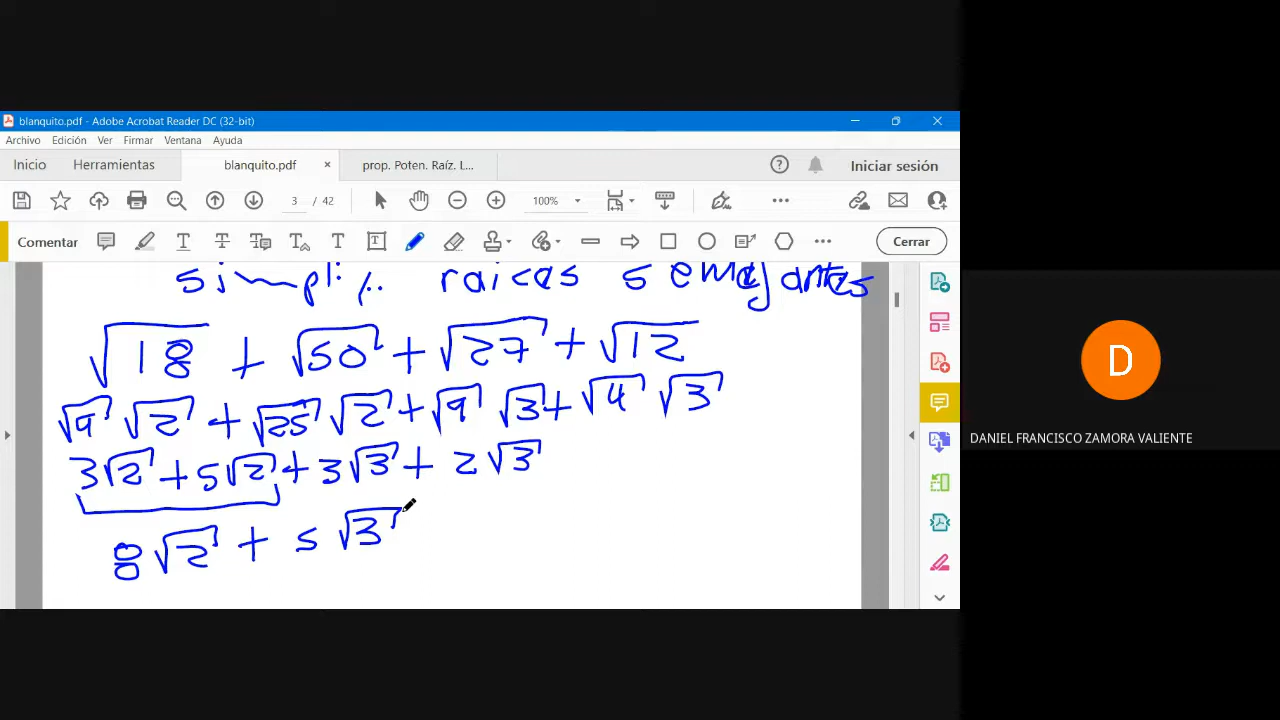 blanquito.pdf - Adobe Acrobat Reader DC (32-bit)
Archivo Edición Ver Firmar Ventana Ayuda
Inicio Herramientas blanquito.pdf × prop. Poten. Raíz. L... Iniciar sesión
3 / 42 100%
Comentar Cerrar
simplif. raices semejantes
√18 + √50 + √27 + √12
√9 √2 + √25 √2 + √9 √3 + √4 √3
3√2 + 5√2 + 3√3 + 2√3
8√2 + 5√3
D
DANIEL FRANCISCO ZAMORA VALIENTE